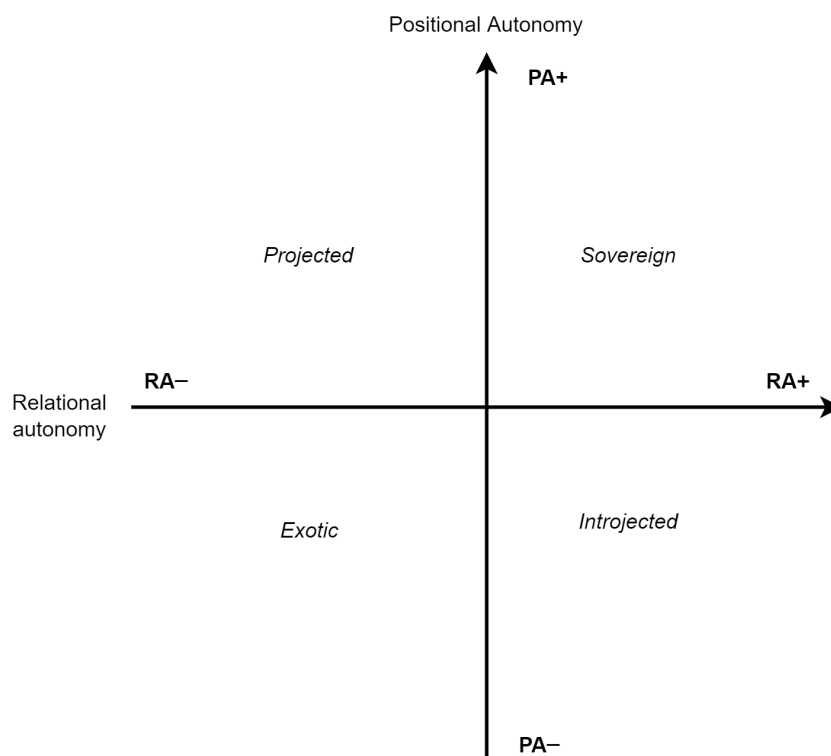 Positional Autonomy
PA+
Projected
Sovereign
RA–
RA+
Relational
autonomy
Exotic
Introjected
PA–